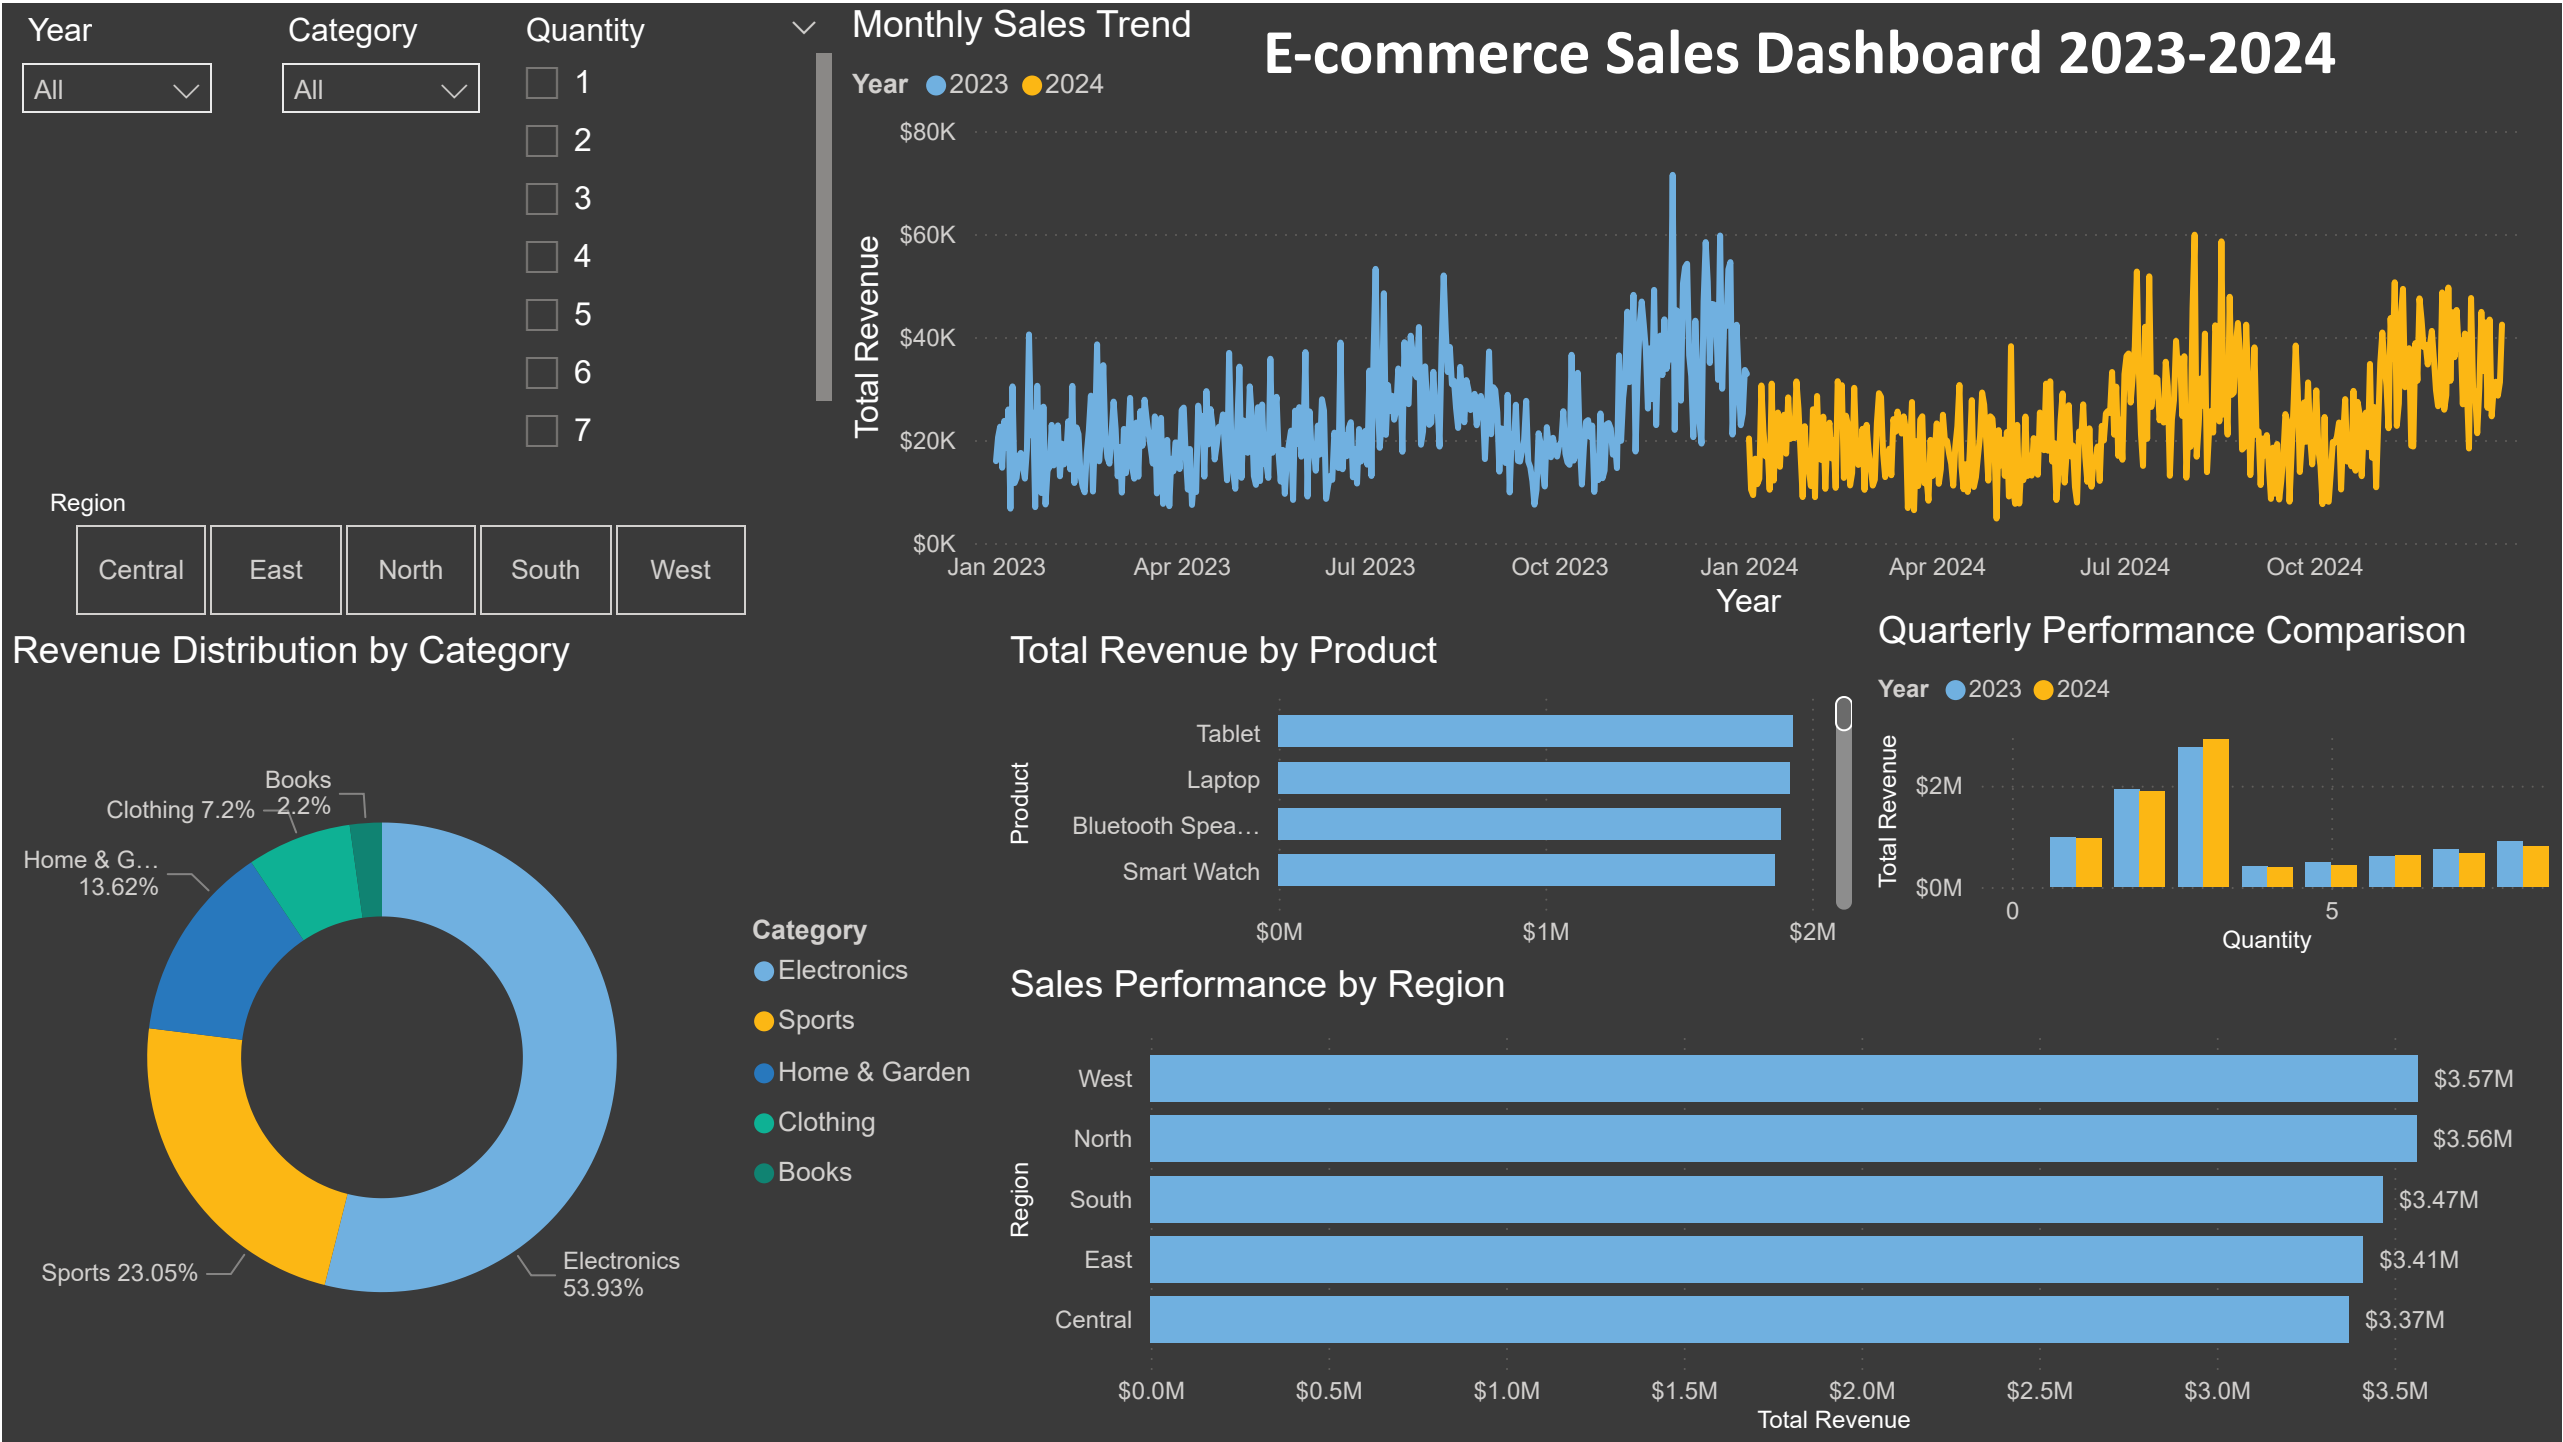 Year
All
Category
All
Quantity
1
2
3
4
5
6
7
Region
Central
East
North
South
West
Monthly Sales Trend
E-commerce Sales Dashboard 2023-2024
Year 2023 2024
Total Revenue
$80K
$60K
$40K
$20K
$0K
Jan 2023
Apr 2023
Jul 2023
Oct 2023
Jan 2024
Apr 2024
Jul 2024
Oct 2024
Year
Revenue Distribution by Category
Books
2.2%
Clothing 7.2%
Home & G…
13.62%
Sports 23.05%
Electronics
53.93%
Category
Electronics
Sports
Home & Garden
Clothing
Books
Total Revenue by Product
Product
Tablet
Laptop
Bluetooth Spea…
Smart Watch
$0M
$1M
$2M
Quarterly Performance Comparison
Year 2023 2024
Total Revenue
$2M
$0M
0
5
Quantity
Sales Performance by Region
Region
West
$3.57M
North
$3.56M
South
$3.47M
East
$3.41M
Central
$3.37M
$0.0M
$0.5M
$1.0M
$1.5M
$2.0M
$2.5M
$3.0M
$3.5M
Total Revenue